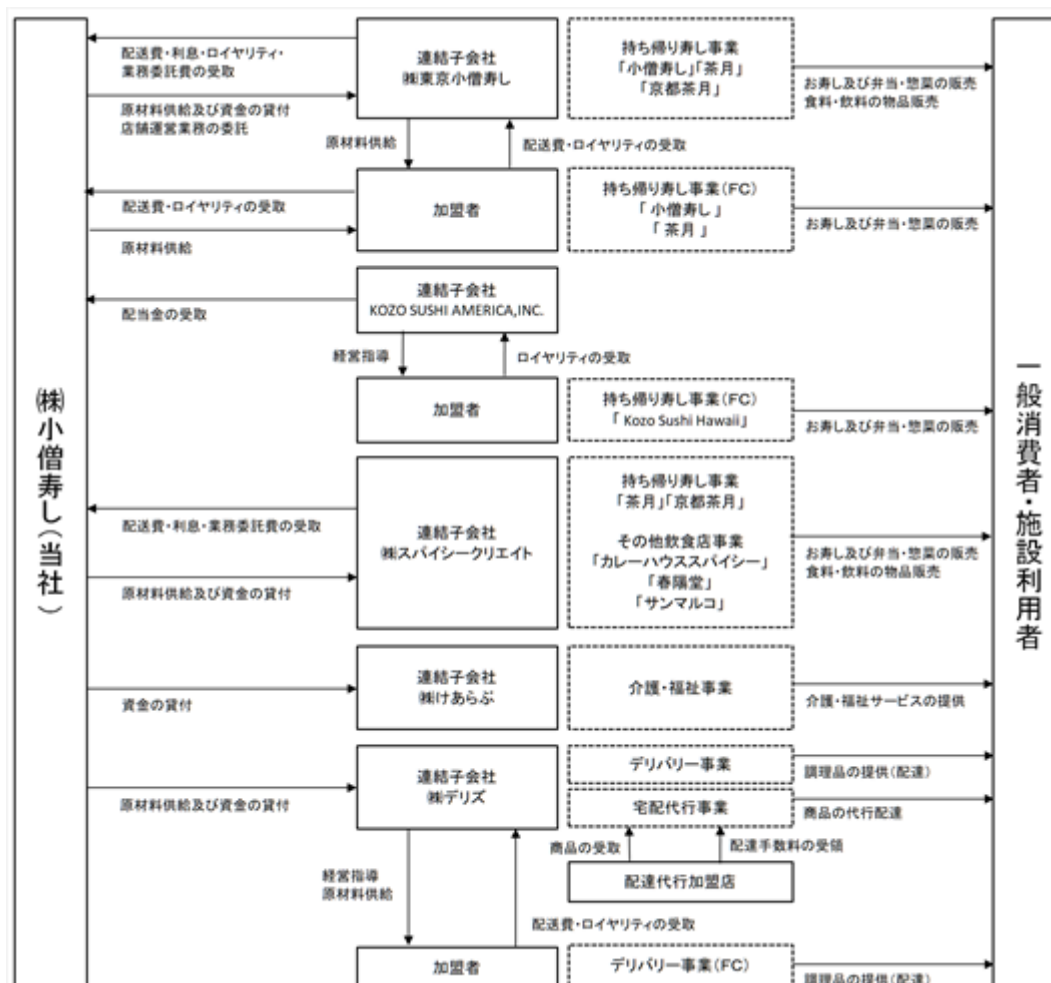 ㈱小僧寿し(当社)
配送費・利息・ロイヤリティ・
業務委託費の受取
原材料供給及び資金の貸付
店舗運営業務の委託
連結子会社
㈱東京小僧寿し
持ち帰り寿し事業
「小僧寿し」「茶月」
「京都茶月」
お寿し及び弁当・惣菜の販売
食料・飲料の物品販売
原材料供給
配送費・ロイヤリティの受取
配送費・ロイヤリティの受取
原材料供給
加盟者
持ち帰り寿し事業(FC)
「 小僧寿し 」
「 茶月 」
お寿し及び弁当・惣菜の販売
配当金の受取
連結子会社
KOZO SUSHI AMERICA,INC.
経営指導
ロイヤリティの受取
加盟者
持ち帰り寿し事業(FC)
「 Kozo Sushi Hawaii」
お寿し及び弁当・惣菜の販売
配送費・利息・業務委託費の受取
原材料供給及び資金の貸付
連結子会社
㈱スパイシークリエイト
持ち帰り寿し事業
「茶月」「京都茶月」
その他飲食店事業
「カレーハウススパイシー」
「春陽堂」
「サンマルコ」
お寿し及び弁当・惣菜の販売
食料・飲料の物品販売
資金の貸付
連結子会社
㈱けあらぶ
介護・福祉事業
介護・福祉サービスの提供
原材料供給及び資金の貸付
連結子会社
㈱デリズ
デリバリー事業
調理品の提供(配達)
宅配代行事業
商品の代行配達
商品の受取
配達手数料の受領
配達代行加盟店
経営指導
原材料供給
配送費・ロイヤリティの受取
加盟者
デリバリー事業(FC)
調理品の提供(配達)
一般消費者・施設利用者